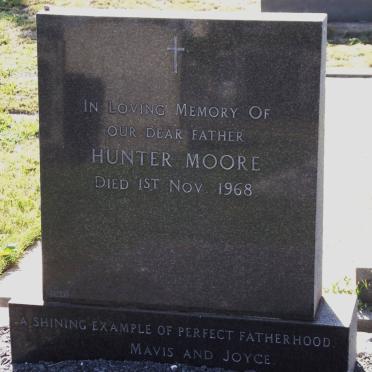 In Loving Memory Of
our dear father
HUNTER MOORE
Died 1st Nov. 1968
A SHINING EXAMPLE OF PERFECT FATHERHOOD.
Mavis and Joyce